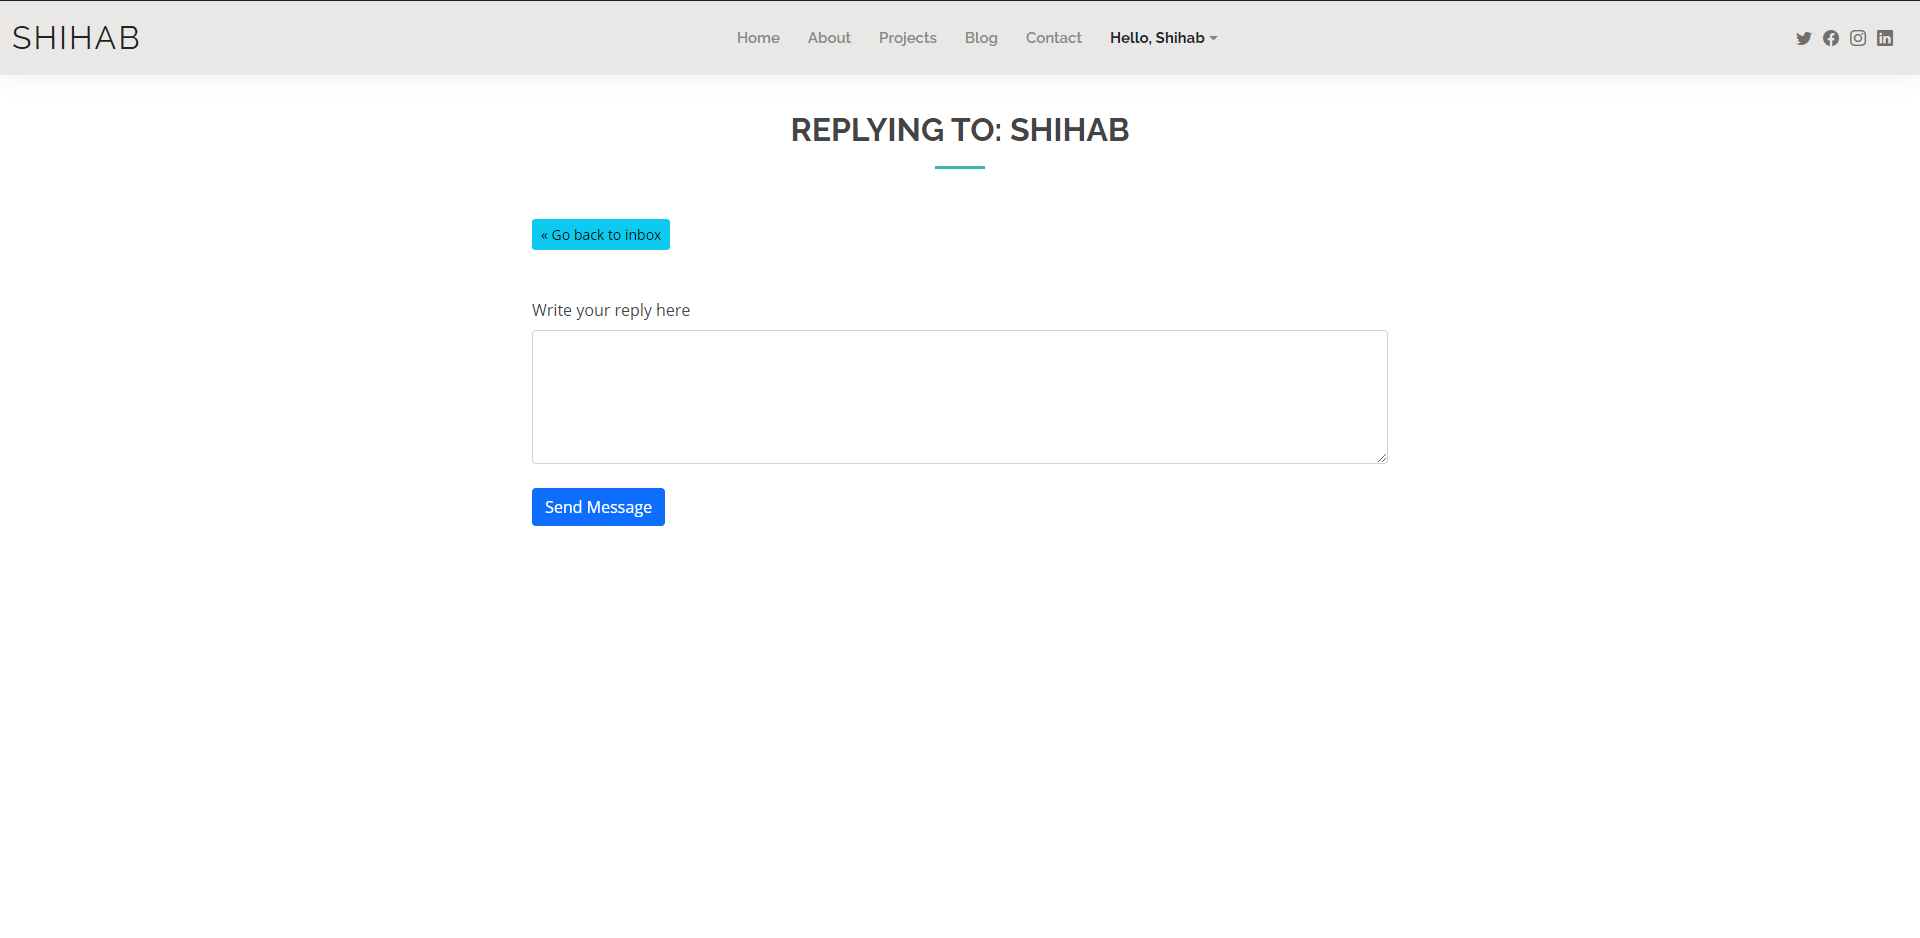 SHIHAB
Home About Projects Blog Contact Hello, Shihab
REPLYING TO: SHIHAB
« Go back to inbox
Write your reply here
Send Message